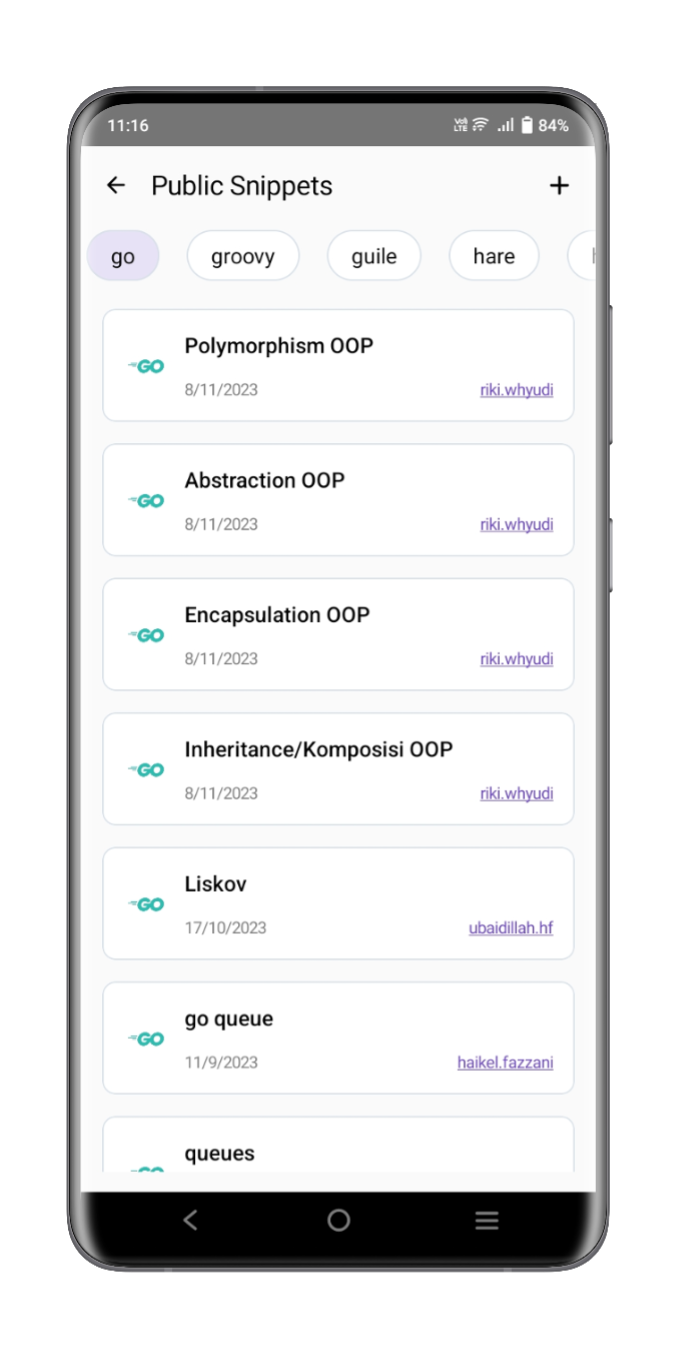 11:16
Vo) LTE 84%
Public Snippets
go groovy guile hare
GO Polymorphism OOP
8/11/2023 riki.whyudi
GO Abstraction OOP
8/11/2023 riki.whyudi
GO Encapsulation OOP
8/11/2023 riki.whyudi
GO Inheritance/Komposisi OOP
8/11/2023 riki.whyudi
GO Liskov
17/10/2023 ubaidillah.hf
GO go queue
11/9/2023 haikel.fazzani
queues